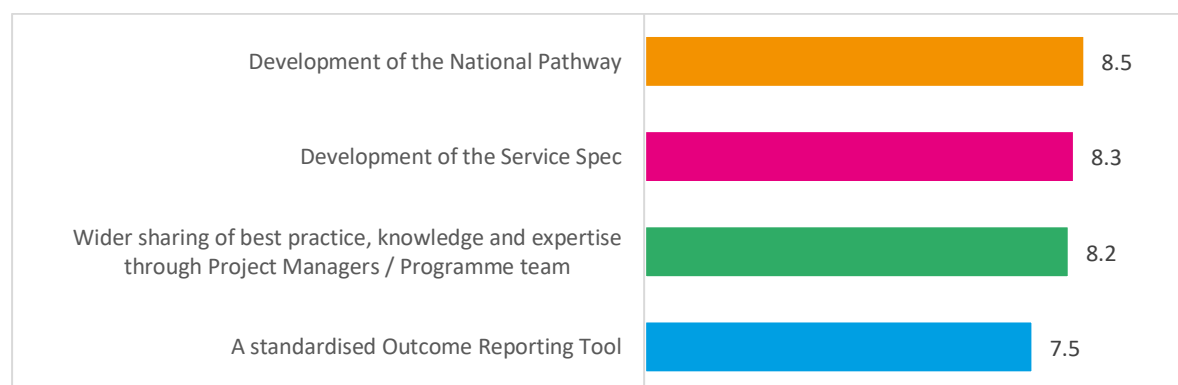 Development of the National Pathway
8.5
Development of the Service Spec
8.3
Wider sharing of best practice, knowledge and expertise
through Project Managers / Programme team
8.2
A standardised Outcome Reporting Tool
7.5